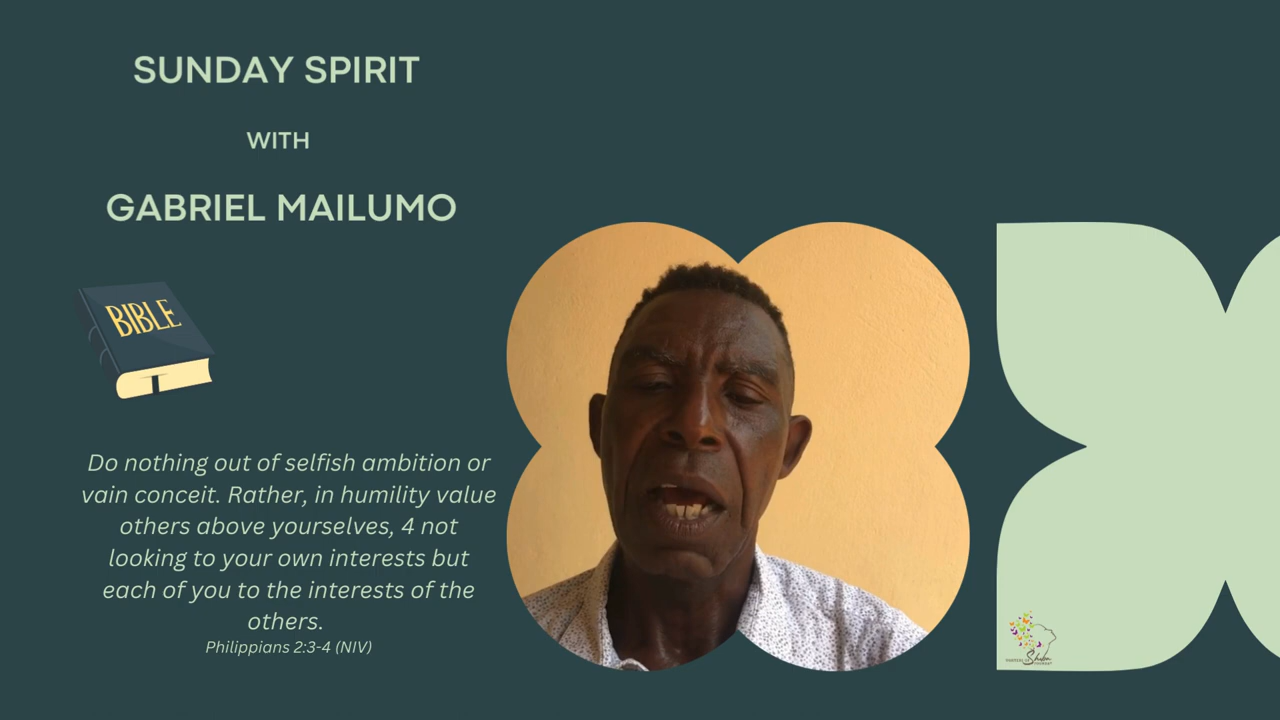 SUNDAY SPIRIT
WITH
GABRIEL MAILUMO
BIBLE
Do nothing out of selfish ambition or
vain conceit. Rather, in humility value
others above yourselves, 4 not
looking to your own interests but
each of you to the interests of the
others.
Philippians 2:3-4 (NIV)